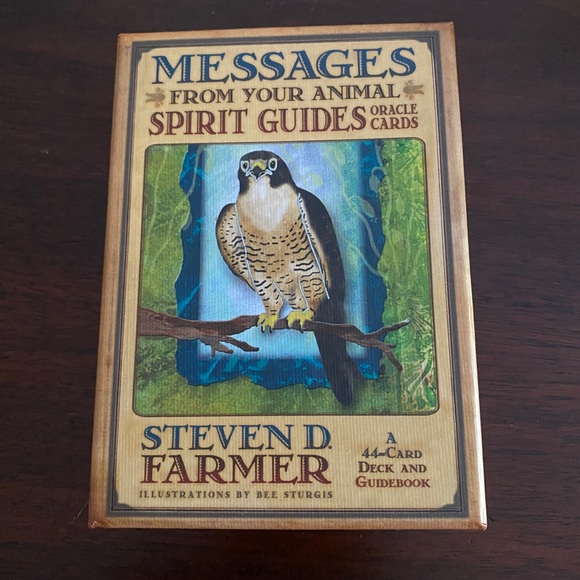 MESSAGES
FROM YOUR ANIMAL
SPIRIT GUIDES ORACLE CARDS
STEVEN D.
FARMER
ILLUSTRATIONS BY BEE STURGIS
A
44-CARD
DECK AND
GUIDEBOOK